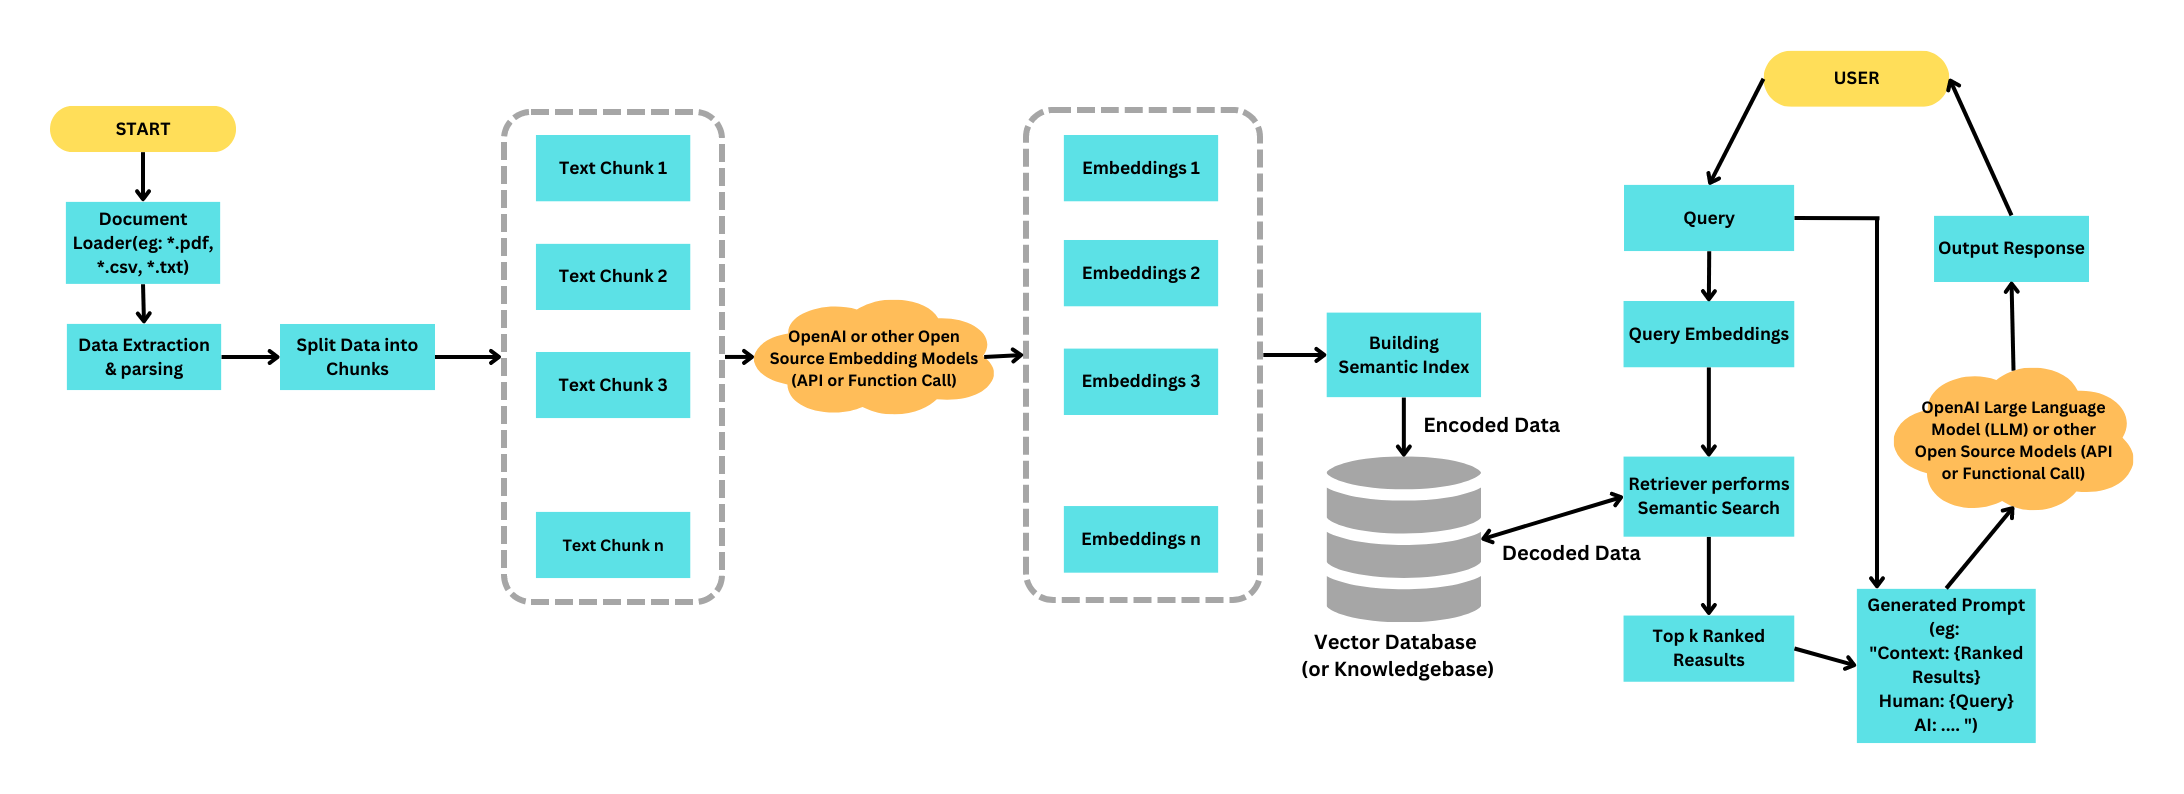 START
Document
Loader(eg: *.pdf,
*.csv, *.txt)
Data Extraction
& parsing
Split Data into
Chunks
Text Chunk 1
Text Chunk 2
Text Chunk 3
Text Chunk n
OpenAI or other Open
Source Embedding Models
(API or Function Call)
Embeddings 1
Embeddings 2
Embeddings 3
Embeddings n
Building
Semantic Index
Encoded Data
Vector Database
(or Knowledgebase)
Decoded Data
USER
Query
Query Embeddings
Retriever performs
Semantic Search
Top k Ranked
Reasults
Generated Prompt
(eg:
"Context: {Ranked
Results}
Human: {Query}
AI: .... ")
OpenAI Large Language
Model (LLM) or other
Open Source Models (API
or Functional Call)
Output Response